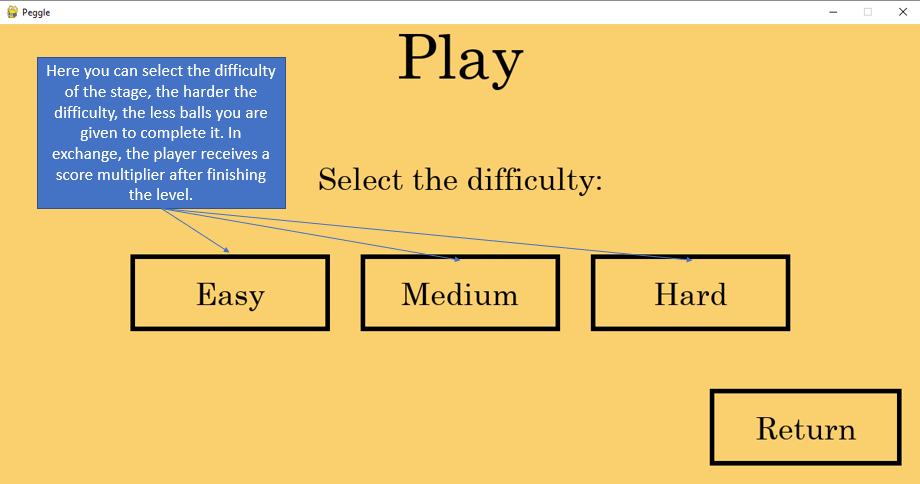 Peggle
Play
Here you can select the difficulty
of the stage, the harder the
difficulty, the less balls you are
given to complete it. In
exchange, the player receives a
score multiplier after finishing
the level.
Select the difficulty:
Easy
Medium
Hard
Return